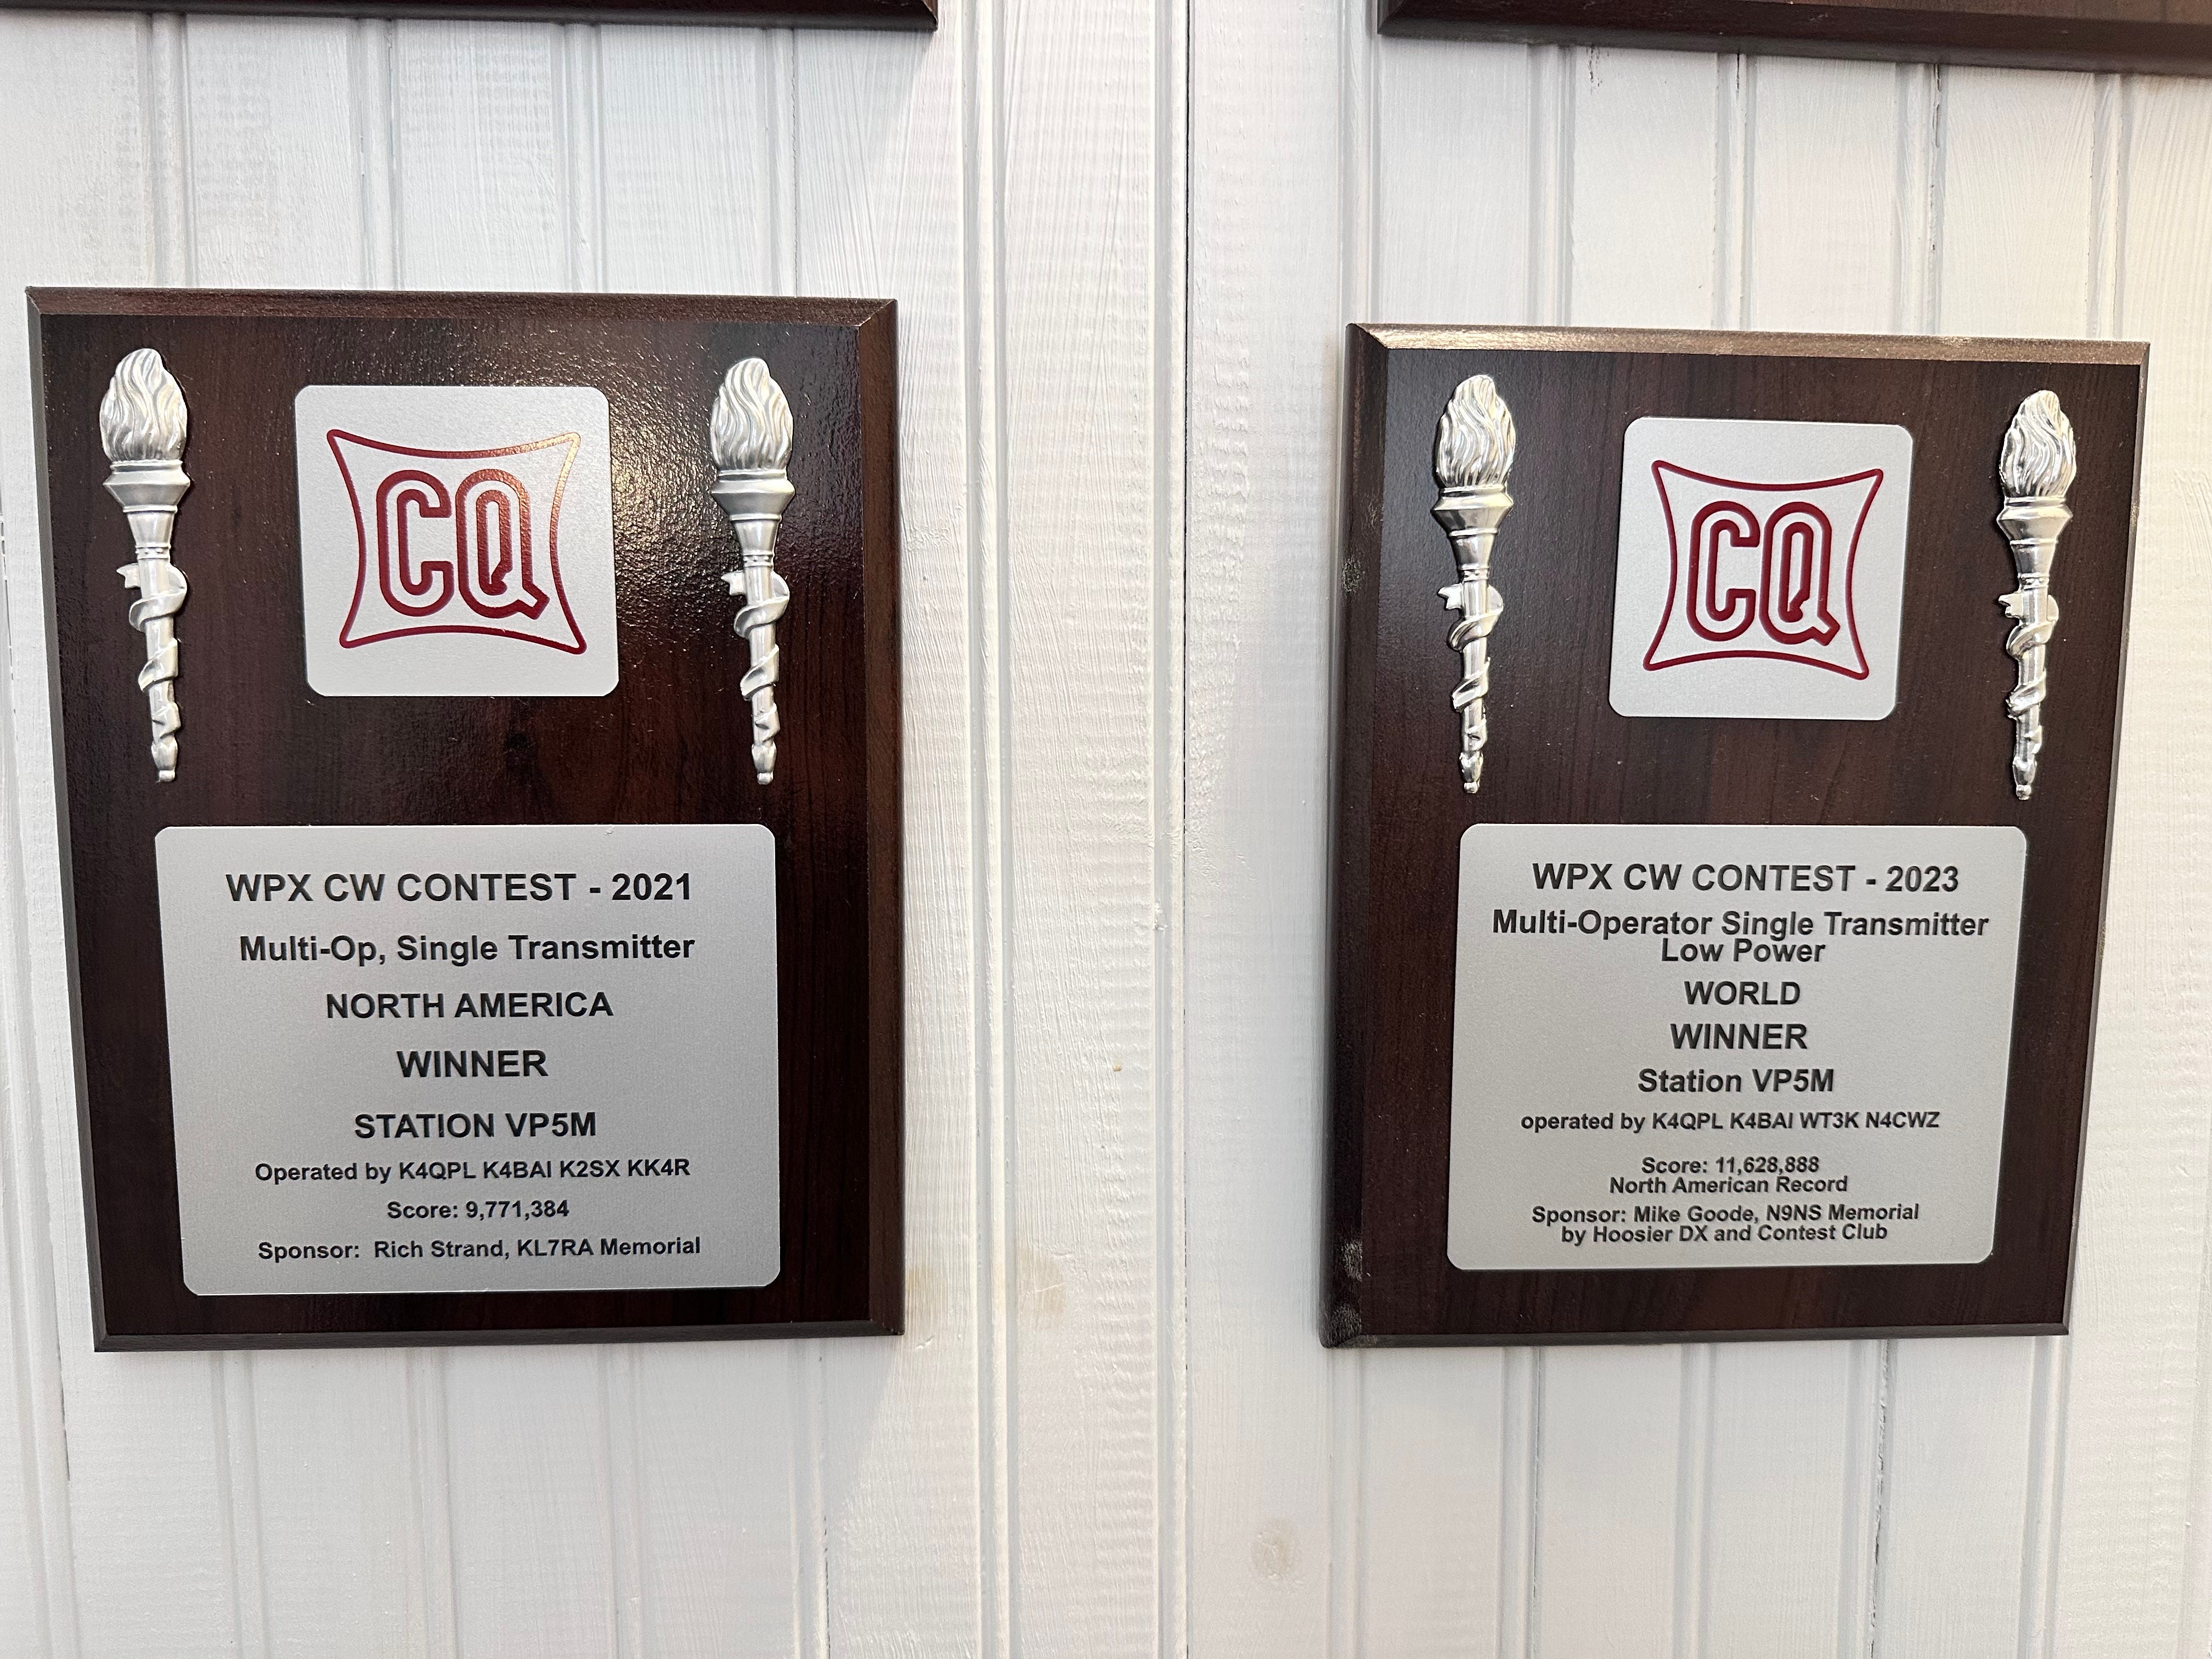 CQ
WPX CW CONTEST - 2021
Multi-Op, Single Transmitter
NORTH AMERICA
WINNER
STATION VP5M
Operated by K4QPL K4BAI K2SX KK4R
Score: 9,771,384
Sponsor: Rich Strand, KL7RA Memorial
CQ
WPX CW CONTEST - 2023
Multi-Operator Single Transmitter
Low Power
WORLD
WINNER
Station VP5M
operated by K4QPL K4BAI WT3K N4CWZ
Score: 11,628,888
North American Record
Sponsor: Mike Goode, N9NS Memorial
by Hoosier DX and Contest Club